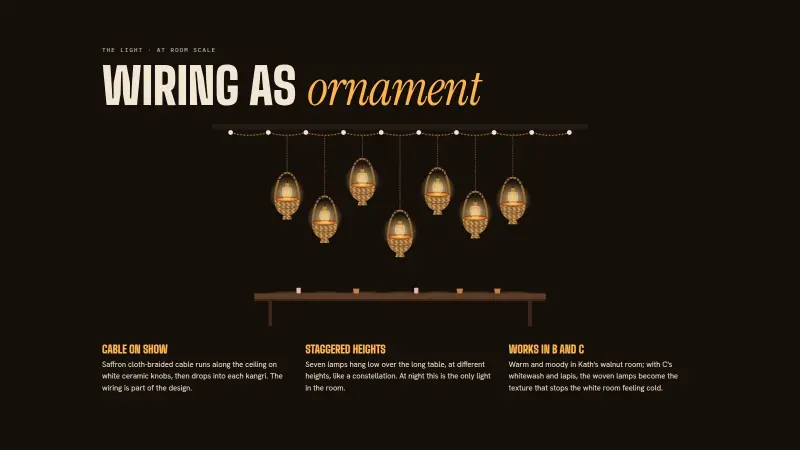 THE LIGHT · AT ROOM SCALE
WIRING AS ornament
CABLE ON SHOW
Saffron cloth-braided cable runs along the ceiling on
white ceramic knobs, then drops into each kangri. The
wiring is part of the design.
STAGGERED HEIGHTS
Seven lamps hang low over the long table, at different
heights, like a constellation. At night this is the only light
in the room.
WORKS IN B AND C
Warm and moody in Kath's walnut room; with C's
whitewash and lapis, the woven lamps become the
texture that stops the white room feeling cold.